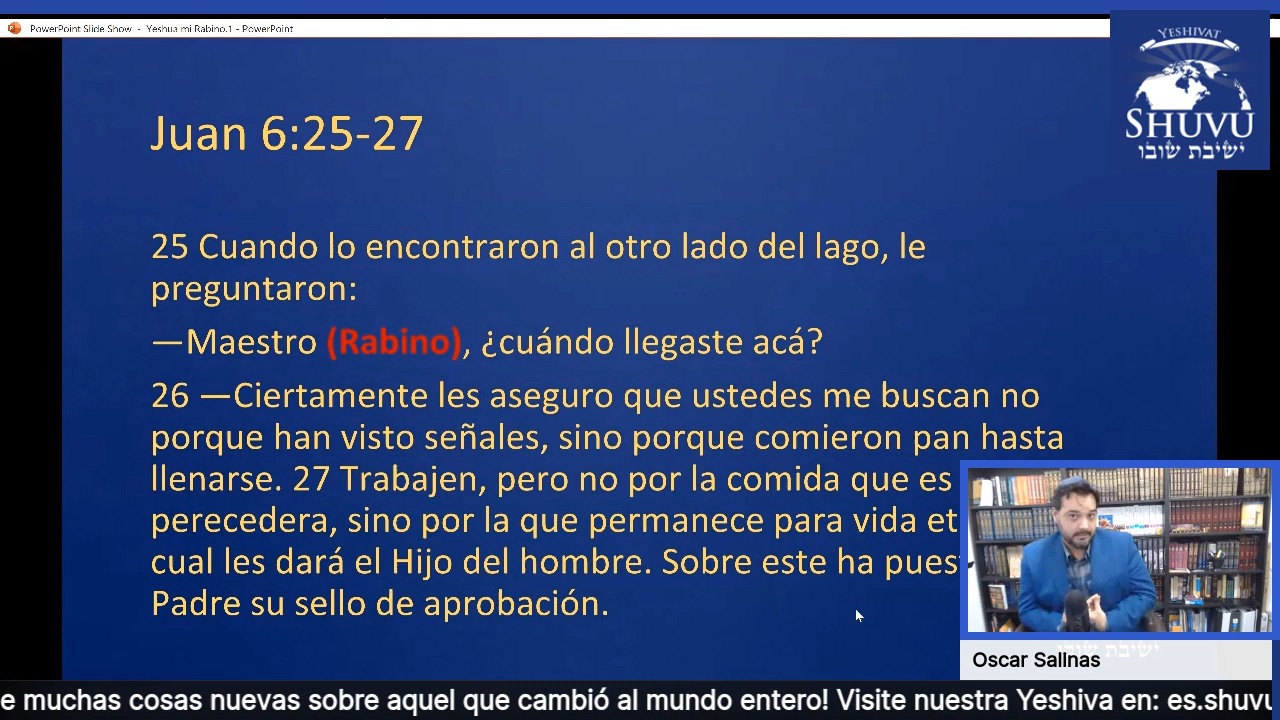 PowerPoint Slide Show - Yeshua mi Rabino.1 - PowerPoint
YESHIVAT
SHUVU
ישיבת שובו
Juan 6:25-27
25 Cuando lo encontraron al otro lado del lago, le
preguntaron:
—Maestro (Rabino), ¿cuándo llegaste acá?
26 —Ciertamente les aseguro que ustedes me buscan no
porque han visto señales, sino porque comieron pan hasta
llenarse. 27 Trabajen, pero no por la comida que es
perecedera, sino por la que permanece para vida et
cual les dará el Hijo del hombre. Sobre este ha pues
Padre su sello de aprobación.
Oscar Salinas
e muchas cosas nuevas sobre aquel que cambió al mundo entero! Visite nuestra Yeshiva en: es.shuvu